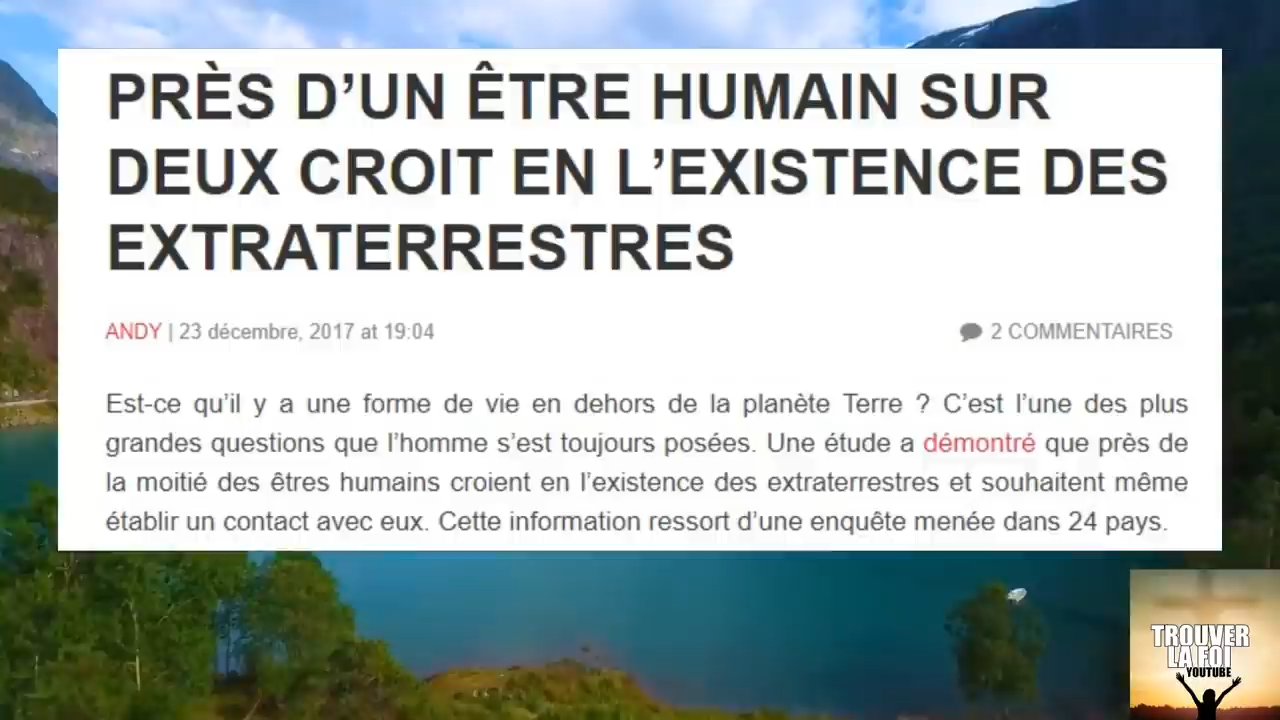 PRÈS D’UN ÊTRE HUMAIN SUR
DEUX CROIT EN L’EXISTENCE DES
EXTRATERRESTRES
ANDY | 23 décembre, 2017 at 19:04
2 COMMENTAIRES
Est-ce qu’il y a une forme de vie en dehors de la planète Terre ? C’est l’une des plus
grandes questions que l’homme s’est toujours posées. Une étude a démontré que près de
la moitié des êtres humains croient en l’existence des extraterrestres et souhaitent même
établir un contact avec eux. Cette information ressort d’une enquête menée dans 24 pays.
TROUVER
LA FOI
YOUTUBE